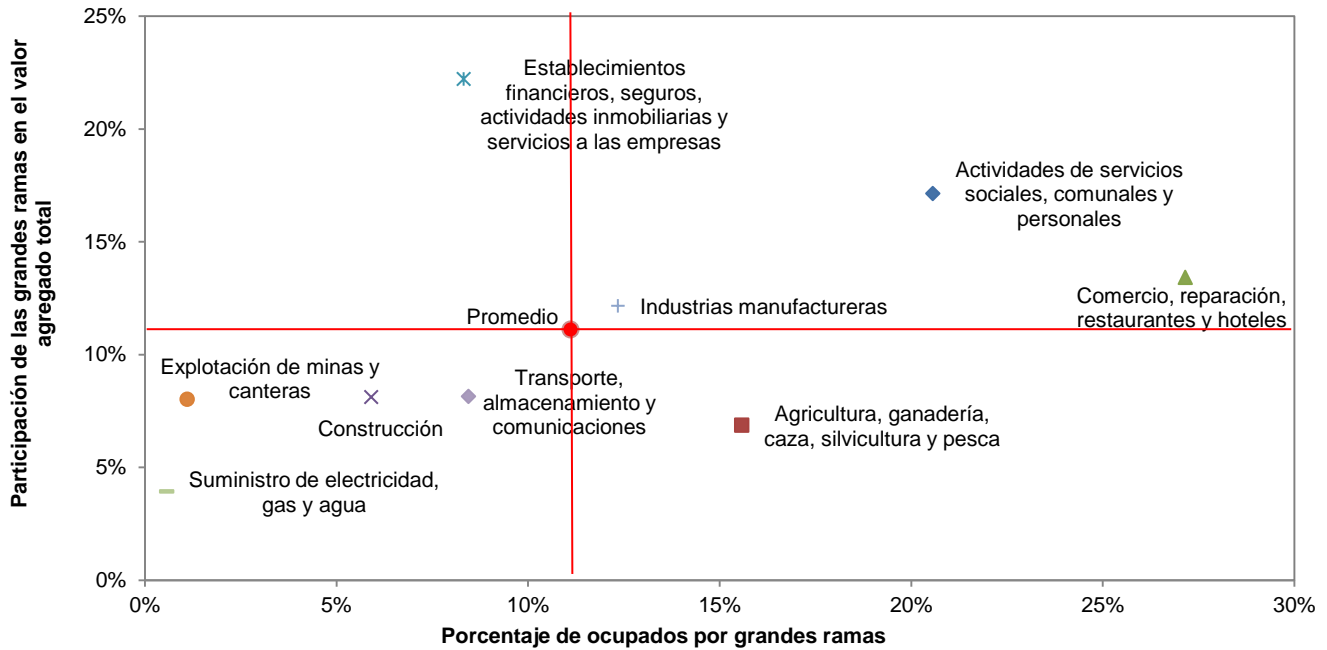 Participación de las grandes ramas en el valor
agregado total
25%
20%
15%
10%
5%
0%
Establecimientos
financieros, seguros,
actividades inmobiliarias y
servicios a las empresas
Actividades de servicios
sociales, comunales y
personales
Comercio, reparación,
restaurantes y hoteles
Industrias manufactureras
Promedio
Explotación de minas y
canteras
Construcción
Transporte,
almacenamiento y
comunicaciones
Agricultura, ganadería,
caza, silvicultura y pesca
Suministro de electricidad,
gas y agua
0%
5%
10%
15%
20%
25%
30%
Porcentaje de ocupados por grandes ramas